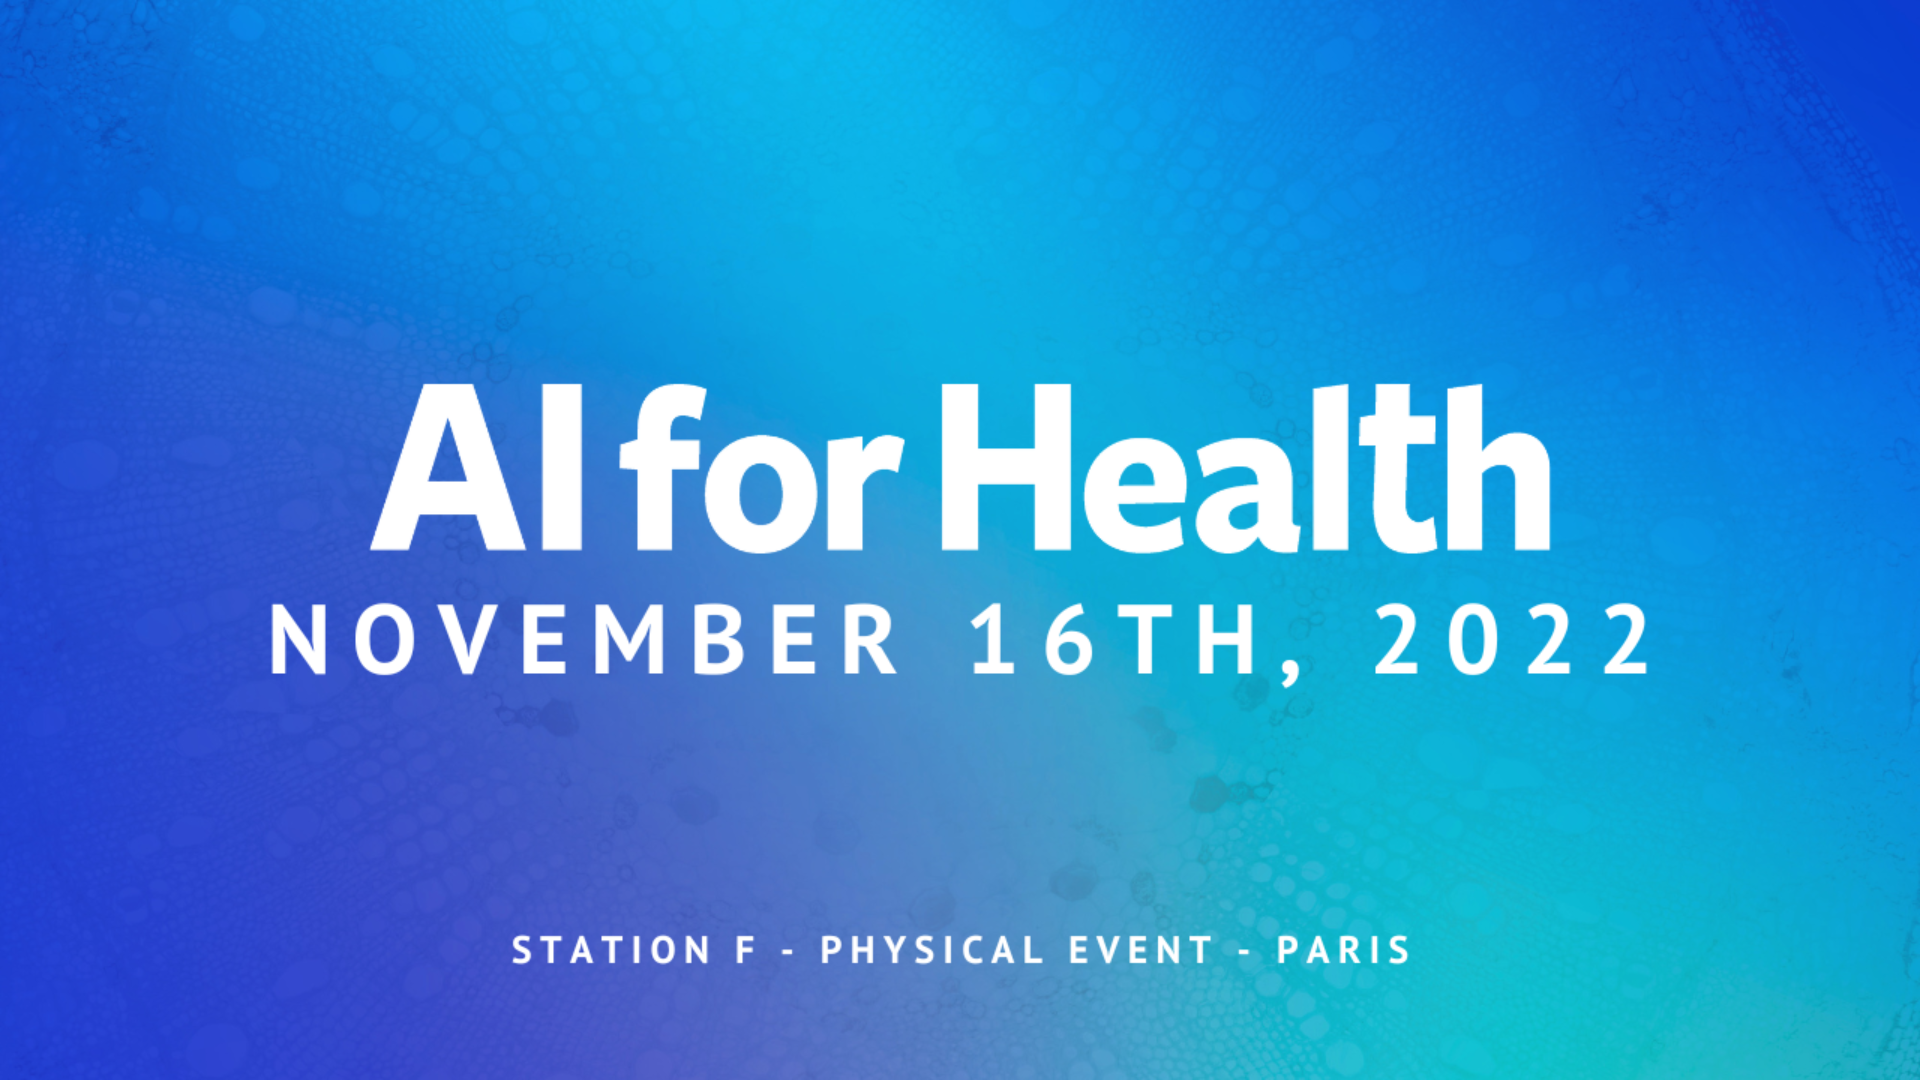 AI for Health
NOVEMBER 16TH, 2022
STATION F - PHYSICAL EVENT - PARIS